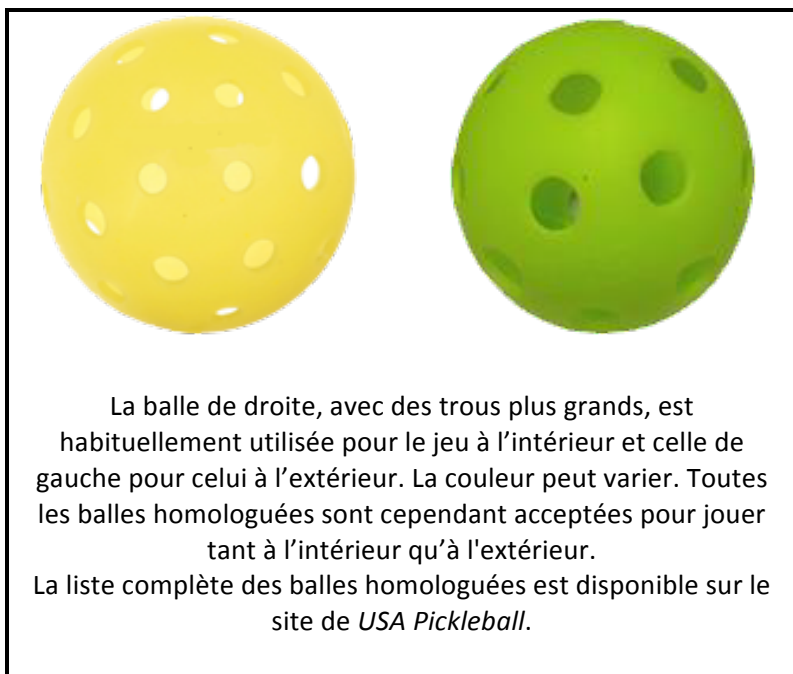 La balle de droite, avec des trous plus grands, est
habituellement utilisée pour le jeu à l’intérieur et celle de
gauche pour celui à l’extérieur. La couleur peut varier. Toutes
les balles homologuées sont cependant acceptées pour jouer
tant à l’intérieur qu’à l'extérieur.
La liste complète des balles homologuées est disponible sur le
site de USA Pickleball.